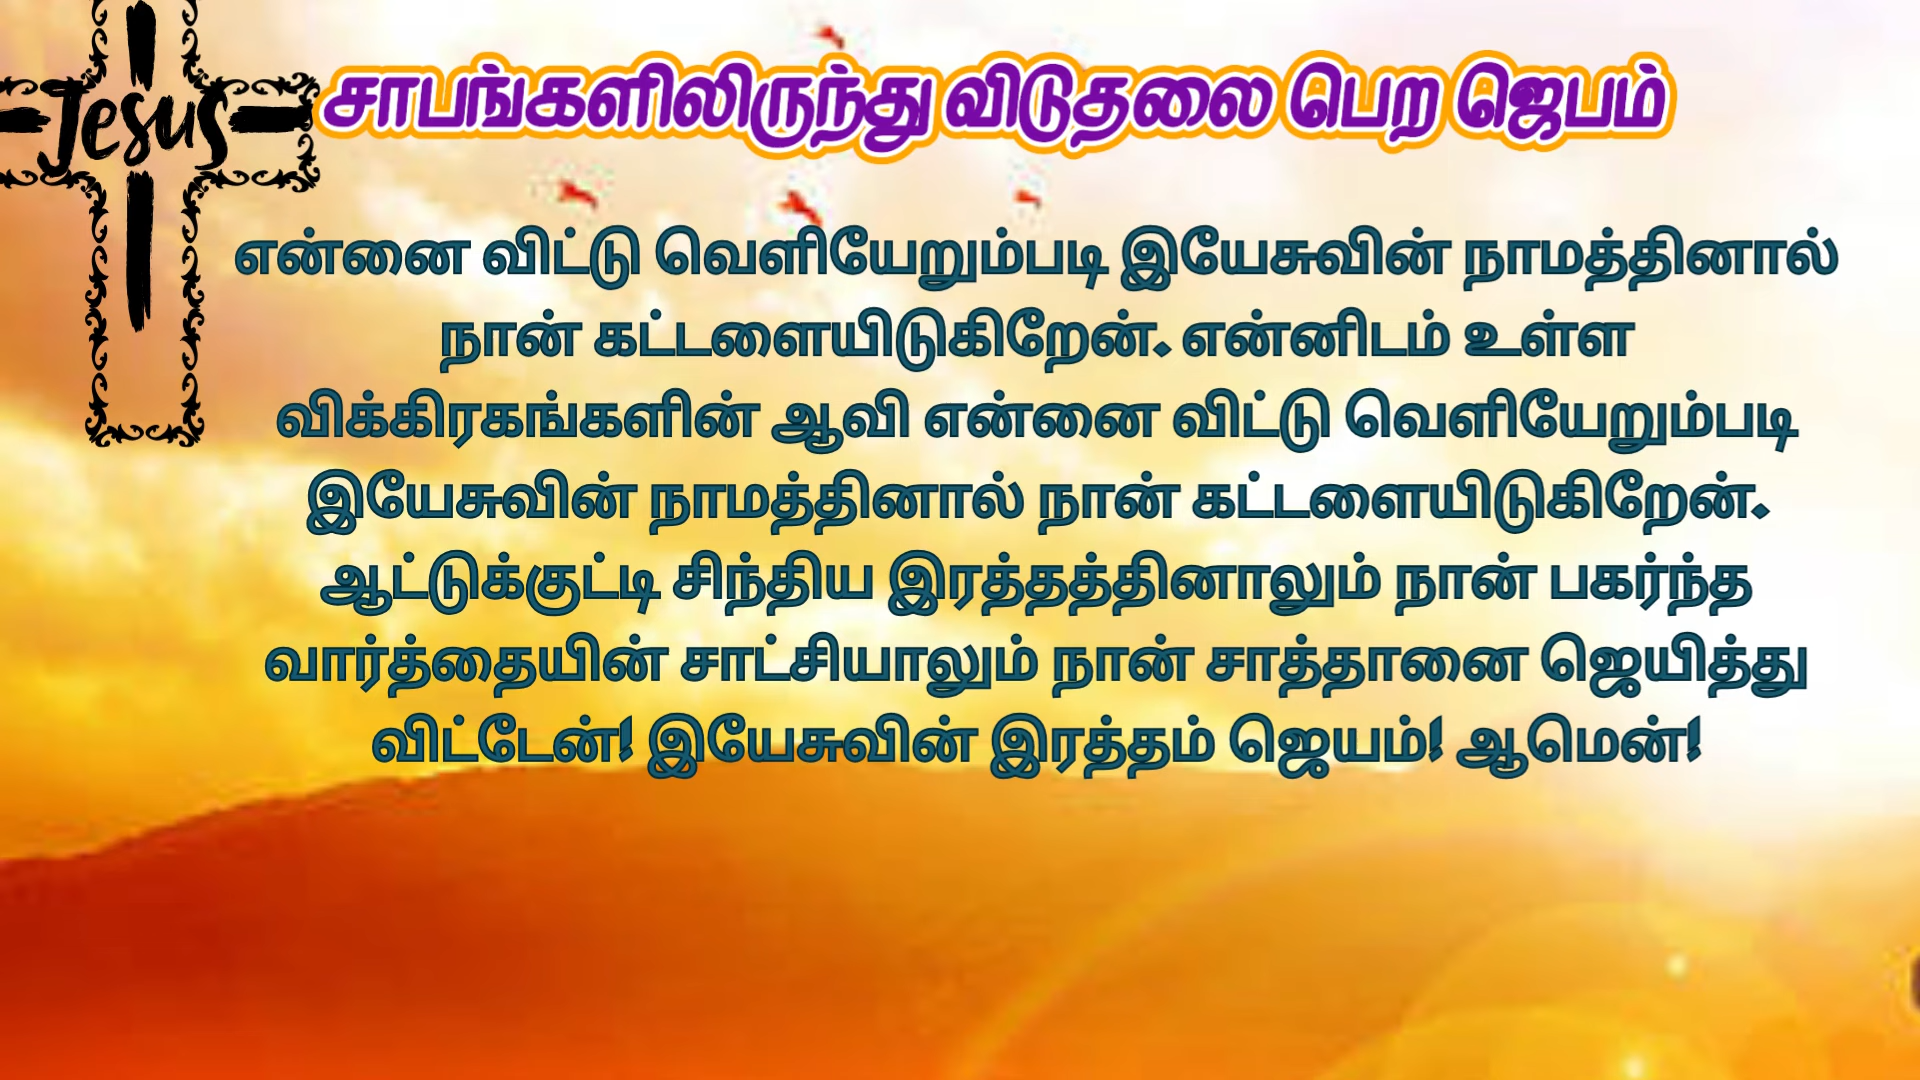 Jesus
சாபங்களிலிருந்து விடுதலை பெற ஜெபம்
என்னை விட்டு வெளியேறும்படி இயேசுவின் நாமத்தினால்
நான் கட்டளையிடுகிறேன். என்னிடம் உள்ள
விக்கிரகங்களின் ஆவி என்னை விட்டு வெளியேறும்படி
இயேசுவின் நாமத்தினால் நான் கட்டளையிடுகிறேன்.
ஆட்டுக்குட்டி சிந்திய இரத்தத்தினாலும் நான் பகர்ந்த
வார்த்தையின் சாட்சியாலும் நான் சாத்தானை ஜெயித்து
விட்டேன்! இயேசுவின் இரத்தம் ஜெயம்! ஆமென்!